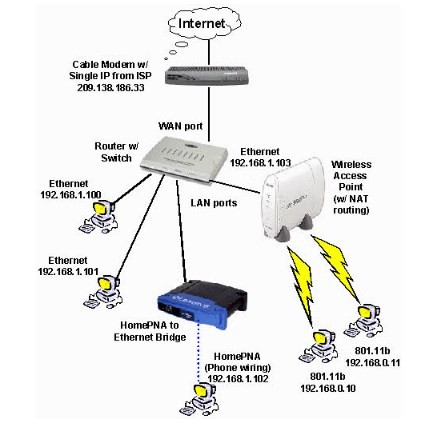 Internet
Cable Modem w/
Single IP from ISP
209.138.186.33
WAN port
Router w/
Switch
Ethernet
192.168.1.103
Wireless
Access
Point
(w/ NAT
routing)
Ethernet
192.168.1.100
LAN ports
Ethernet
192.168.1.101
HomePNA to
Ethernet Bridge
HomePNA
(Phone wiring)
192.168.1.102
801.11b
192.168.0.11
801.11b
192.168.0.10